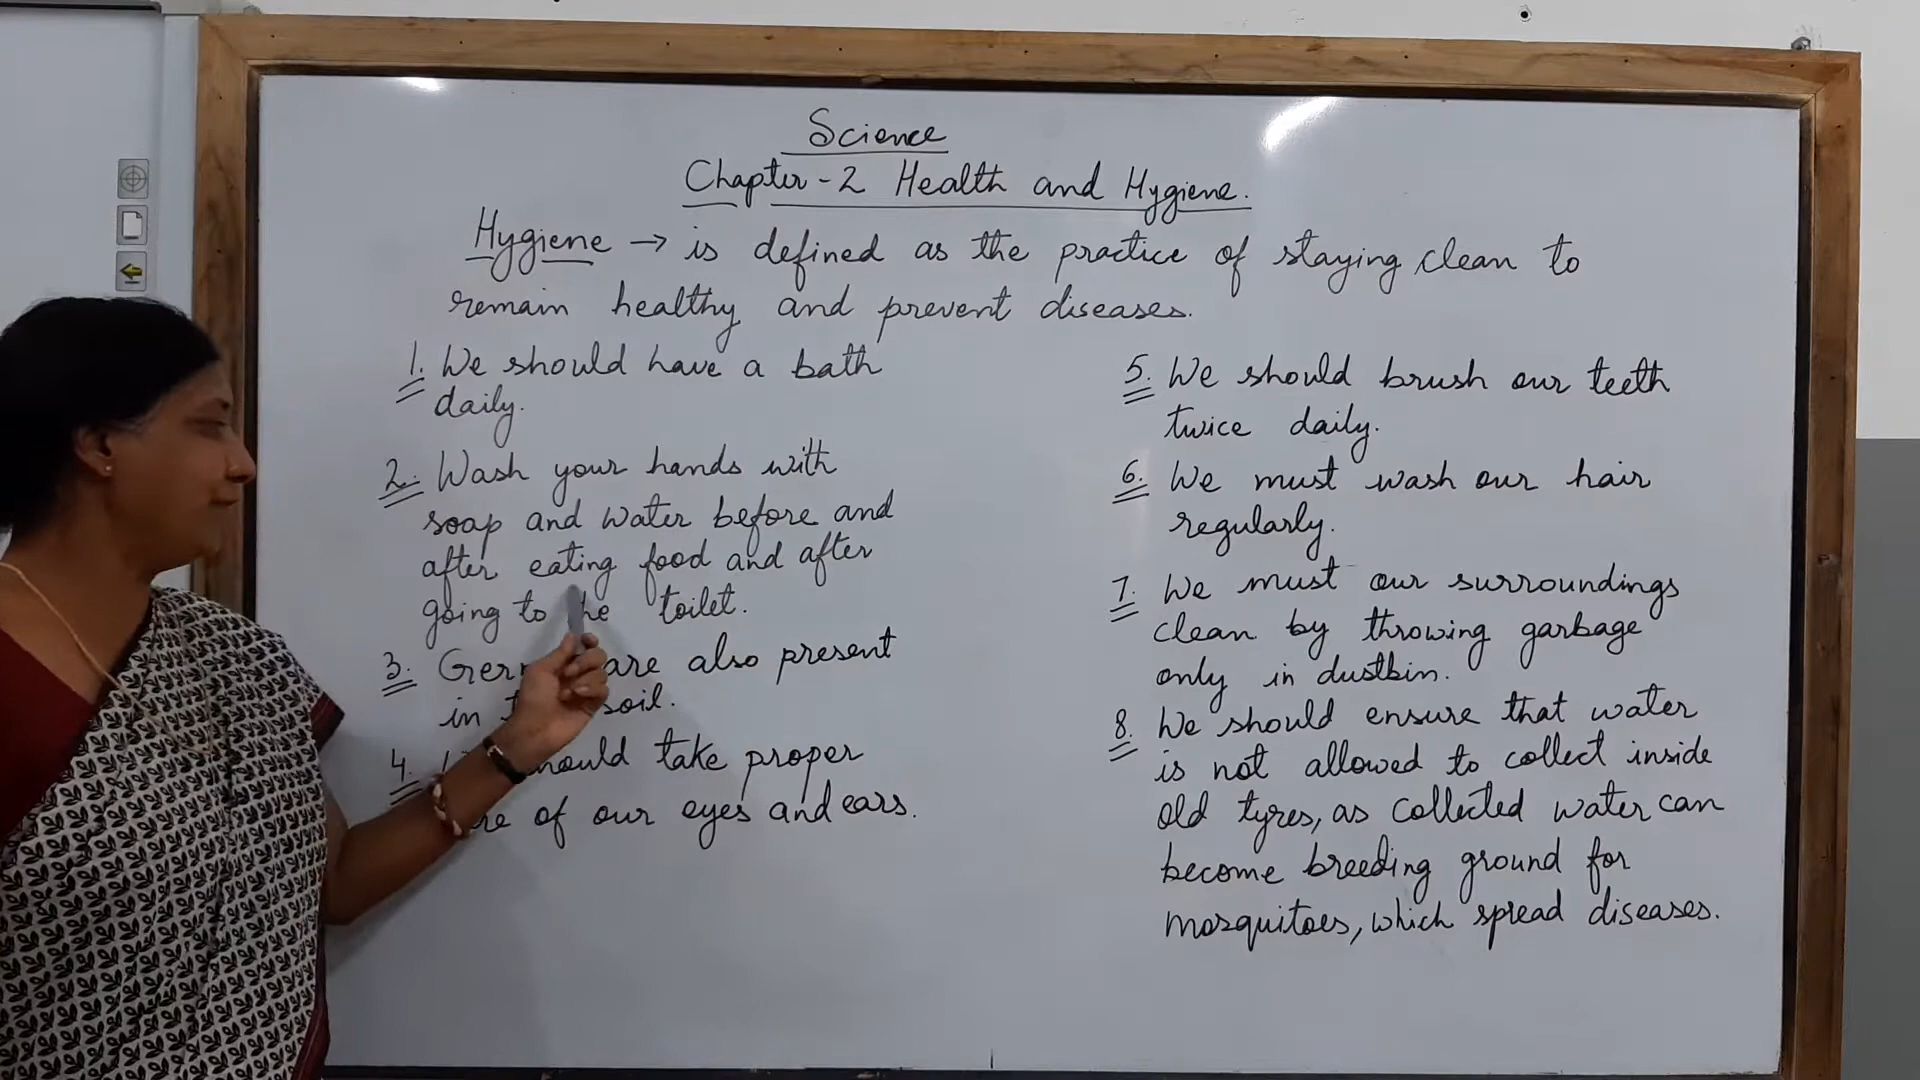 Science
Chapter-2 Health and Hygiene.
Hygiene → is defined as the practice of staying clean to
remain healthy and prevent diseases.
1. We should have a bath
daily.
2. Wash your hands with
soap and water before and
after eating food and after
going to the toilet.
3. Germs are also present
in soil.
4. should take proper
of our eyes and ears.
5. We should brush our teeth
twice daily.
6. We must wash our hair
regularly.
7. We must our surroundings
clean by throwing garbage
only in dustbin.
8. We should ensure that water
is not allowed to collect inside
old tyres, as collected water can
become breeding ground for
mosquitoes, which spread diseases.